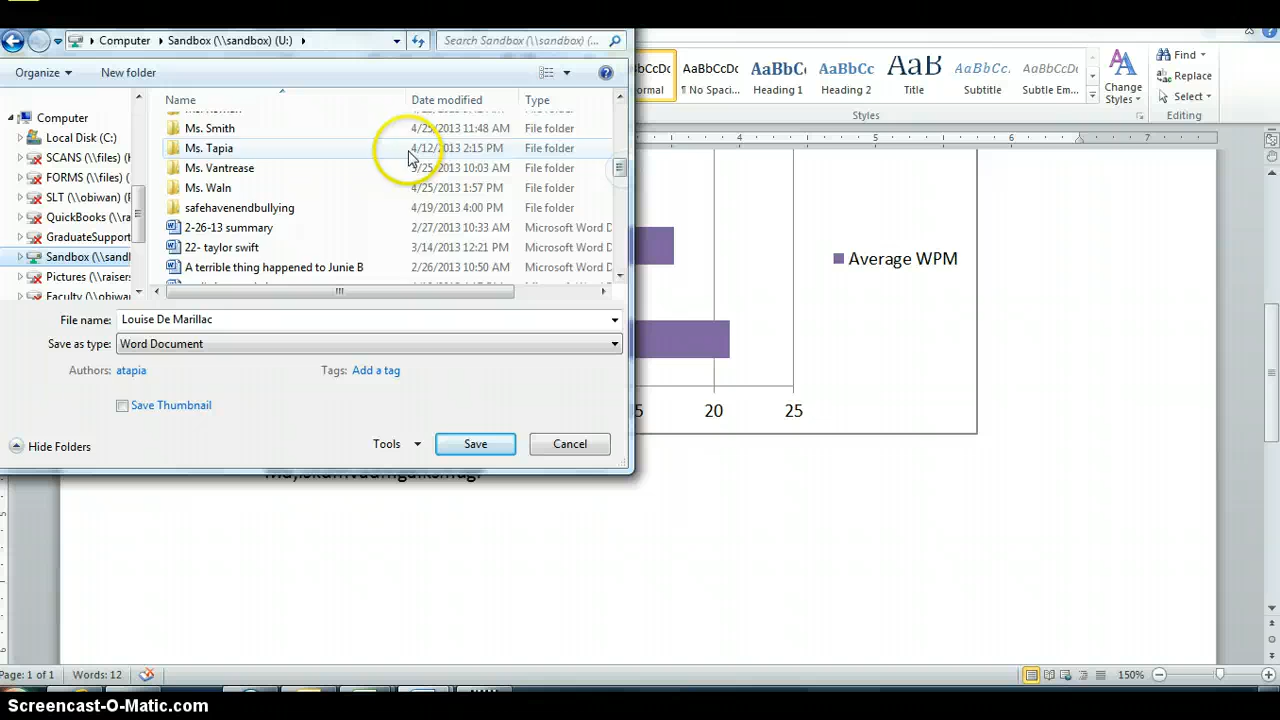 Computer Sandbox (\\sandbox) (U:)
Search Sandbox (\\sandbox) (...
Organize New folder
Name Date modified Type
Ms. Smith 4/25/2013 11:48 AM File folder
Ms. Tapia 4/12/2013 2:15 PM File folder
Ms. Vantrease 3/25/2013 10:03 AM File folder
Ms. Waln 4/25/2013 1:57 PM File folder
safehavenendbullying 4/19/2013 4:00 PM File folder
2-26-13 summary 2/27/2013 10:33 AM Microsoft Word D
22- taylor swift 3/14/2013 12:21 PM Microsoft Word D
A terrible thing happened to Junie B 2/26/2013 10:50 AM Microsoft Word D
Computer
Local Disk (C:)
SCANS (\\files) (
FORMS (\\files) (
SLT (\\obiwan) (
QuickBooks (\\ra
GraduateSupport
Sandbox (\\sand
Pictures (\\raisers
Faculty (\\obiwan
File name: Louise De Marillac
Save as type: Word Document
Authors: atapia
Tags: Add a tag
Save Thumbnail
Hide Folders
Tools Save Cancel
AaBbCcDc AaBbC AaBbCc AaB AaBbCc. AaBbCcDc
ormal ¶ No Spaci... Heading 1 Heading 2 Title Subtitle Subtle Em...
Change
Styles
Styles
Find
Replace
Select
Editing
4 5 6 7
Average WPM
5 20 25
Page: 1 of 1 Words: 12
150%
Screencast-O-Matic.com